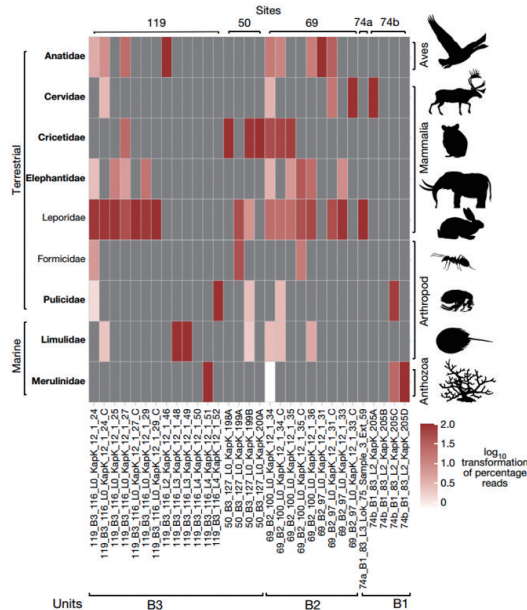 Sites
119
50
69
74a
74b
Terrestrial
Marine
Anatidae
Cervidae
Cricetidae
Elephantidae
Leporidae
Formicidae
Pulicidae
Limulidae
Merulinidae
Aves
Mammalia
Arthropod
Anthozoa
119_B3_116_L0_KapK_12_1_24
119_B3_116_L0_KapK_12_1_24_C
119_B3_116_L0_KapK_12_1_25
119_B3_116_L0_KapK_12_1_27
119_B3_116_L0_KapK_12_1_27_C
119_B3_116_L0_KapK_12_1_29
119_B3_116_L0_KapK_12_1_29_C
119_B3_116_L3_KapK_12_1_46
119_B3_116_L3_KapK_12_1_48
119_B3_116_L3_KapK_12_1_49
119_B3_116_L4_KapK_12_1_50
119_B3_116_L4_KapK_12_1_51
119_B3_116_L4_KapK_12_1_52
50_B3_127_L0_KapK_198A
50_B3_127_L0_KapK_199A
50_B3_127_L0_KapK_199B
50_B3_127_L0_KapK_200A
69_B2_100_L0_KapK_12_1_34
69_B2_100_L0_KapK_12_1_34_C
69_B2_100_L0_KapK_12_1_35
69_B2_100_L0_KapK_12_1_35_C
69_B2_100_L0_KapK_12_1_36
69_B2_97_L0_KapK_12_1_31
69_B2_97_L0_KapK_12_1_31_C
69_B2_97_L0_KapK_12_1_33
69_B2_97_L0_KapK_12_1_33_C
74a_B1_83_L3_Lok_75_Sample_3_Ext_59
74b_B1_83_L2_KapK_205A
74b_B1_83_L2_KapK_205B
74b_B1_83_L2_KapK_205C
74b_B1_83_L2_KapK_205D
2.0
1.5
1.0
0.5
0
log10
transformation
of percentage
reads
Units
B3
B2
B1